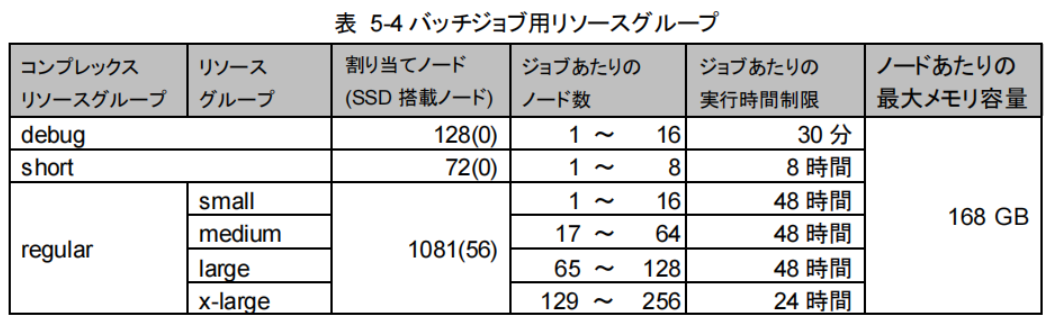 表 5-4 バッチジョブ用リソースグループ
コンプレックス リソース 割り当てノード ジョブあたりの ジョブあたりの ノードあたりの
リソースグループ グループ (SSD 搭載ノード) ノード数 実行時間制限 最大メモリ容量
debug 128(0) 1 ～ 16 30 分
short 72(0) 1 ～ 8 8 時間
small 1 ～ 16 48 時間
168 GB
medium 17 ～ 64 48 時間
regular 1081(56)
large 65 ～ 128 48 時間
x-large 129 ～ 256 24 時間